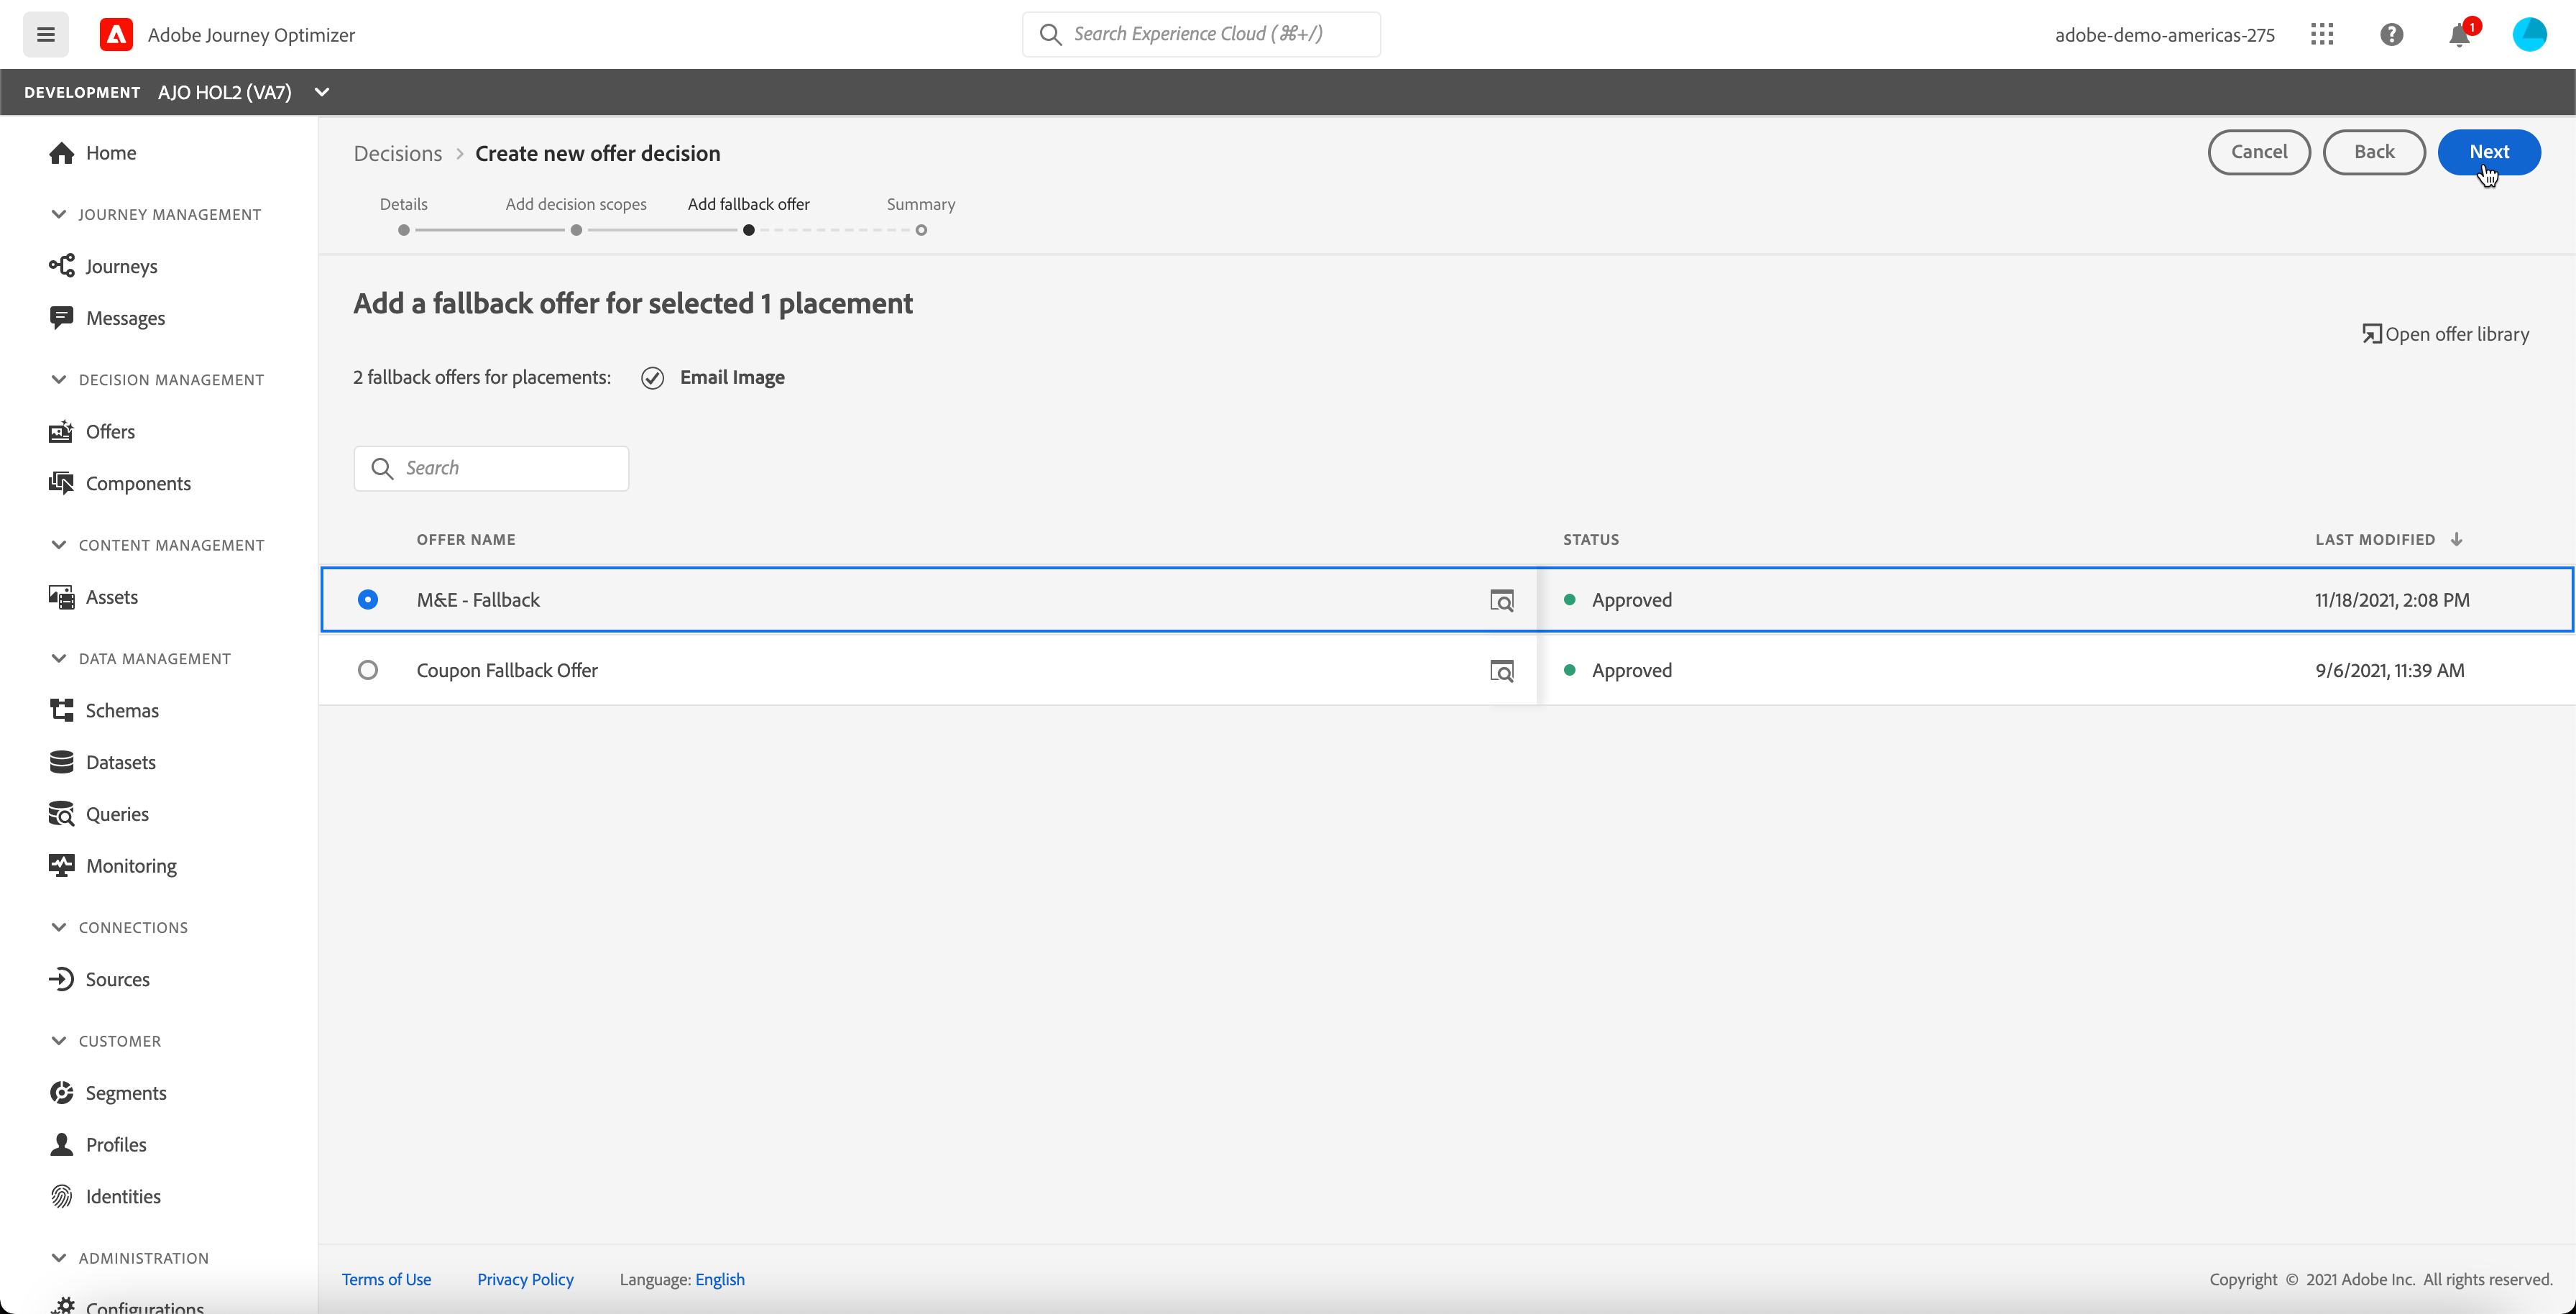 Adobe Journey Optimizer
Search Experience Cloud (⌘+/)
adobe-demo-americas-275
1
DEVELOPMENT AJO HOL2 (VA7)
Home
JOURNEY MANAGEMENT
Journeys
Messages
DECISION MANAGEMENT
Offers
Components
CONTENT MANAGEMENT
Assets
DATA MANAGEMENT
Schemas
Datasets
Queries
Monitoring
CONNECTIONS
Sources
CUSTOMER
Segments
Profiles
Identities
ADMINISTRATION
Configurations
Decisions > Create new offer decision
Cancel
Back
Next
Details
Add decision scopes
Add fallback offer
Summary
Add a fallback offer for selected 1 placement
Open offer library
2 fallback offers for placements: Email Image
Search
OFFER NAME STATUS LAST MODIFIED
M&E - Fallback Approved 11/18/2021, 2:08 PM
Coupon Fallback Offer Approved 9/6/2021, 11:39 AM
Terms of Use Privacy Policy Language: English
Copyright © 2021 Adobe Inc. All rights reserved.